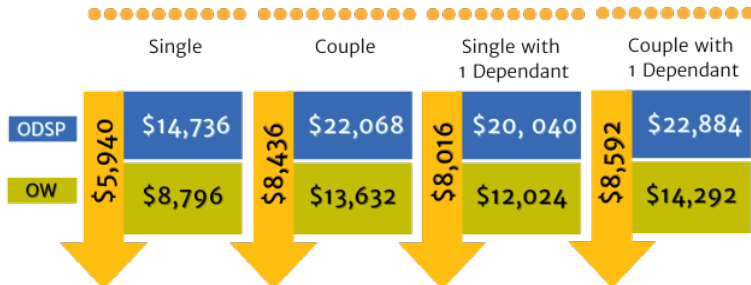 Single
Couple
Single with
1 Dependant
Couple with
1 Dependant
ODSP
$5,940
$14,736
$8,436
$22,068
$8,016
$20, 040
$8,592
$22,884
OW
$8,796
$13,632
$12,024
$14,292